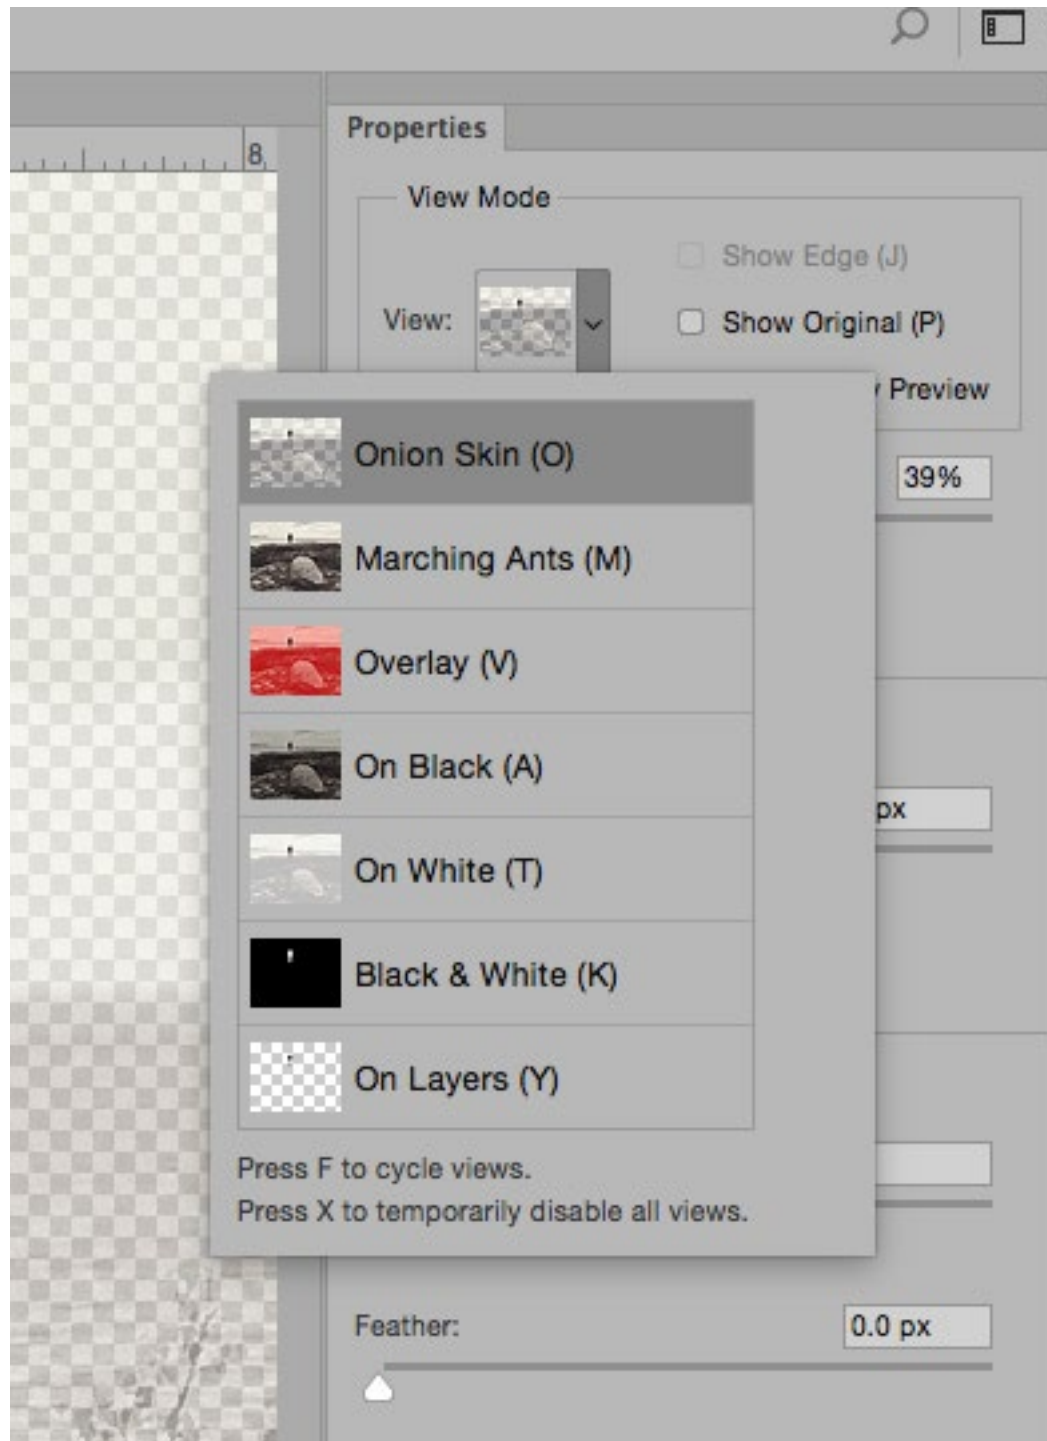 8
Properties
View Mode
Show Edge (J)
View:
Show Original (P)
Preview
Onion Skin (O)
39%
Marching Ants (M)
Overlay (V)
On Black (A)
px
On White (T)
Black & White (K)
On Layers (Y)
Press F to cycle views.
Press X to temporarily disable all views.
Feather:
0.0 px